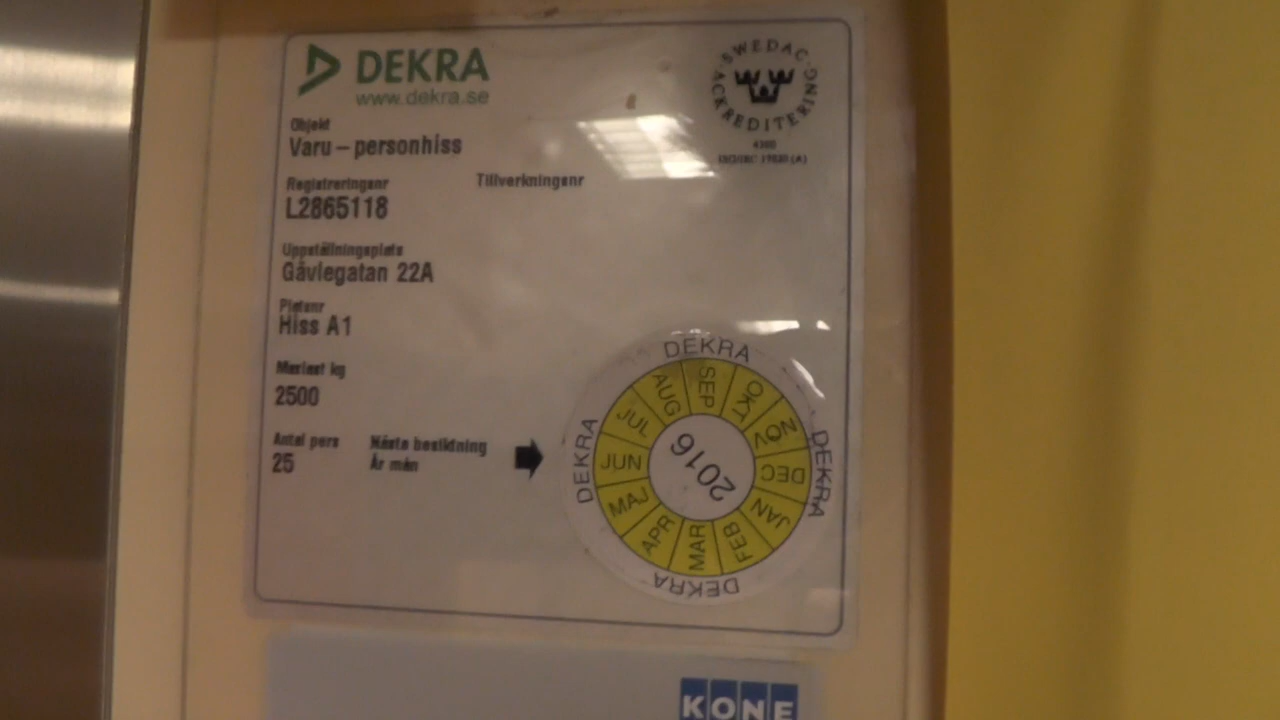 DEKRA
www.dekra.se
SWEDAC
ACKREDITERING
Objekt
Varu – personhiss
Registreringsnr
L2865118
Tillverkningsnr
Uppställningsplats
Gävlegatan 22A
Platsnr
Hiss A1
Maxlast kg
2500
Antal pers
25
Nästa besiktning
År mån
DEKRA
DEKRA
DEKRA
DEKRA
JAN
FEB
MAR
APR
MAJ
JUN
JUL
AUG
SEP
OKT
NOV
DEC
2016
KONE